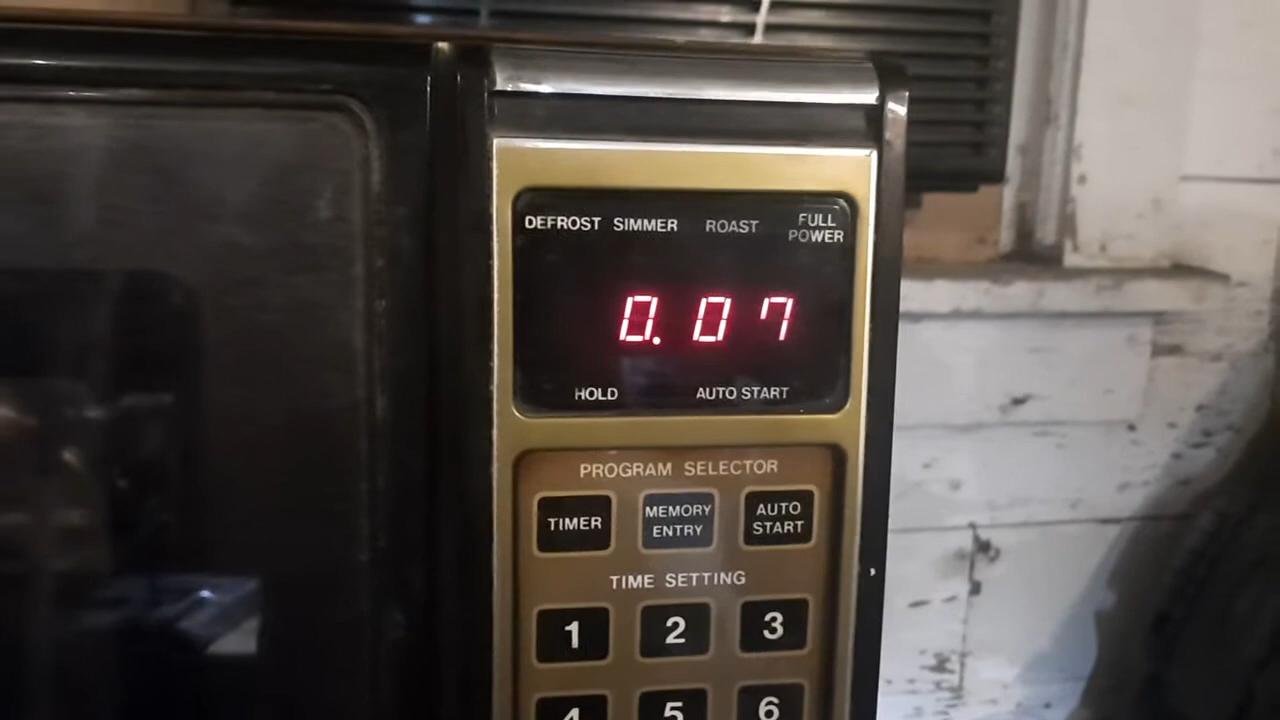 DEFROST SIMMER ROAST FULL POWER
0.07
HOLD AUTO START
PROGRAM SELECTOR
TIMER MEMORY ENTRY AUTO START
TIME SETTING
1 2 3
4 5 6